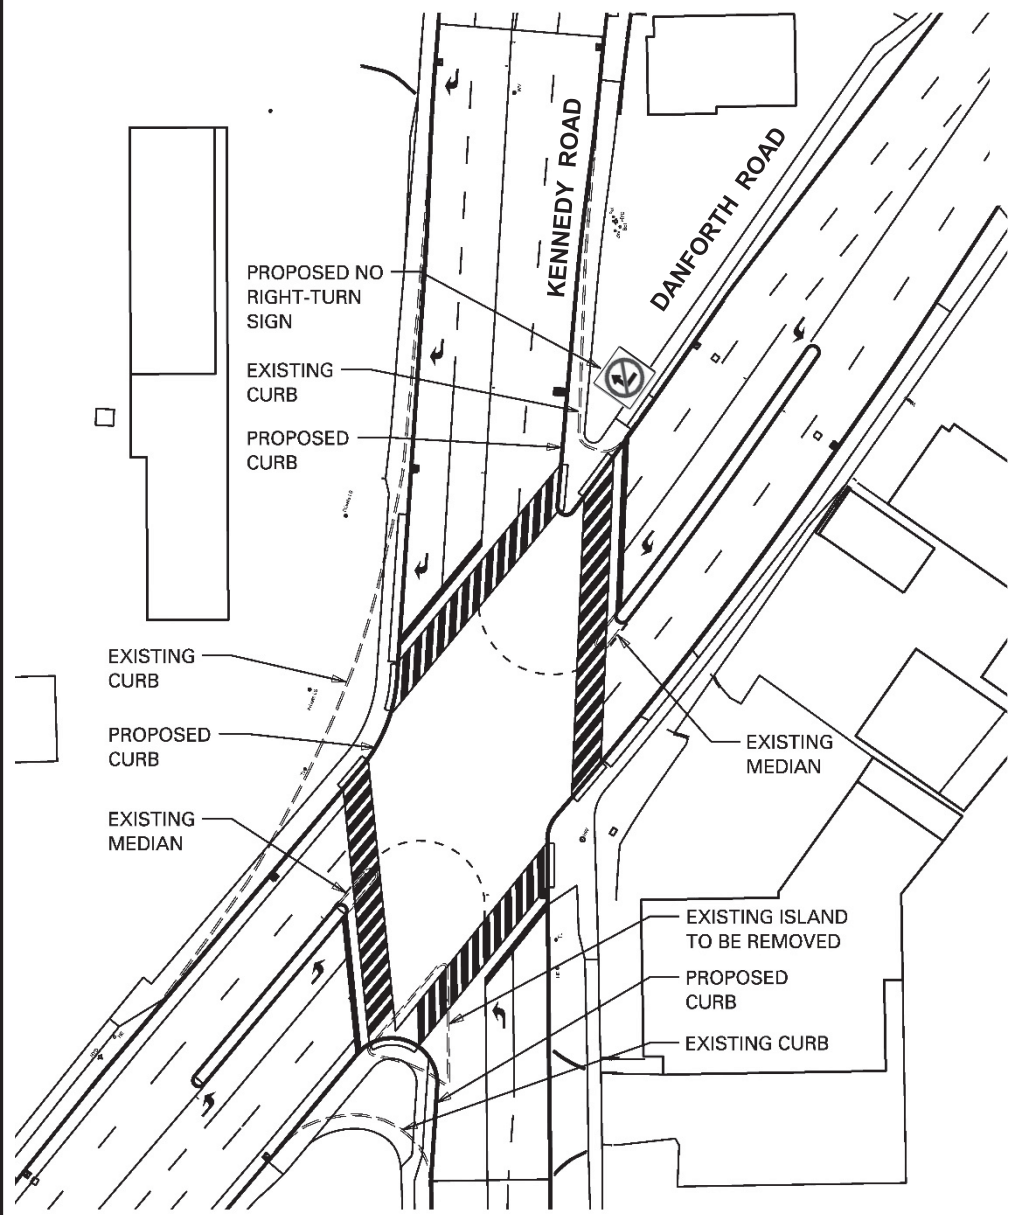 KENNEDY ROAD
DANFORTH ROAD
PROPOSED NO
RIGHT-TURN
SIGN
EXISTING
CURB
PROPOSED
CURB
EXISTING
CURB
PROPOSED
CURB
EXISTING
MEDIAN
EXISTING
MEDIAN
EXISTING ISLAND
TO BE REMOVED
PROPOSED
CURB
EXISTING CURB